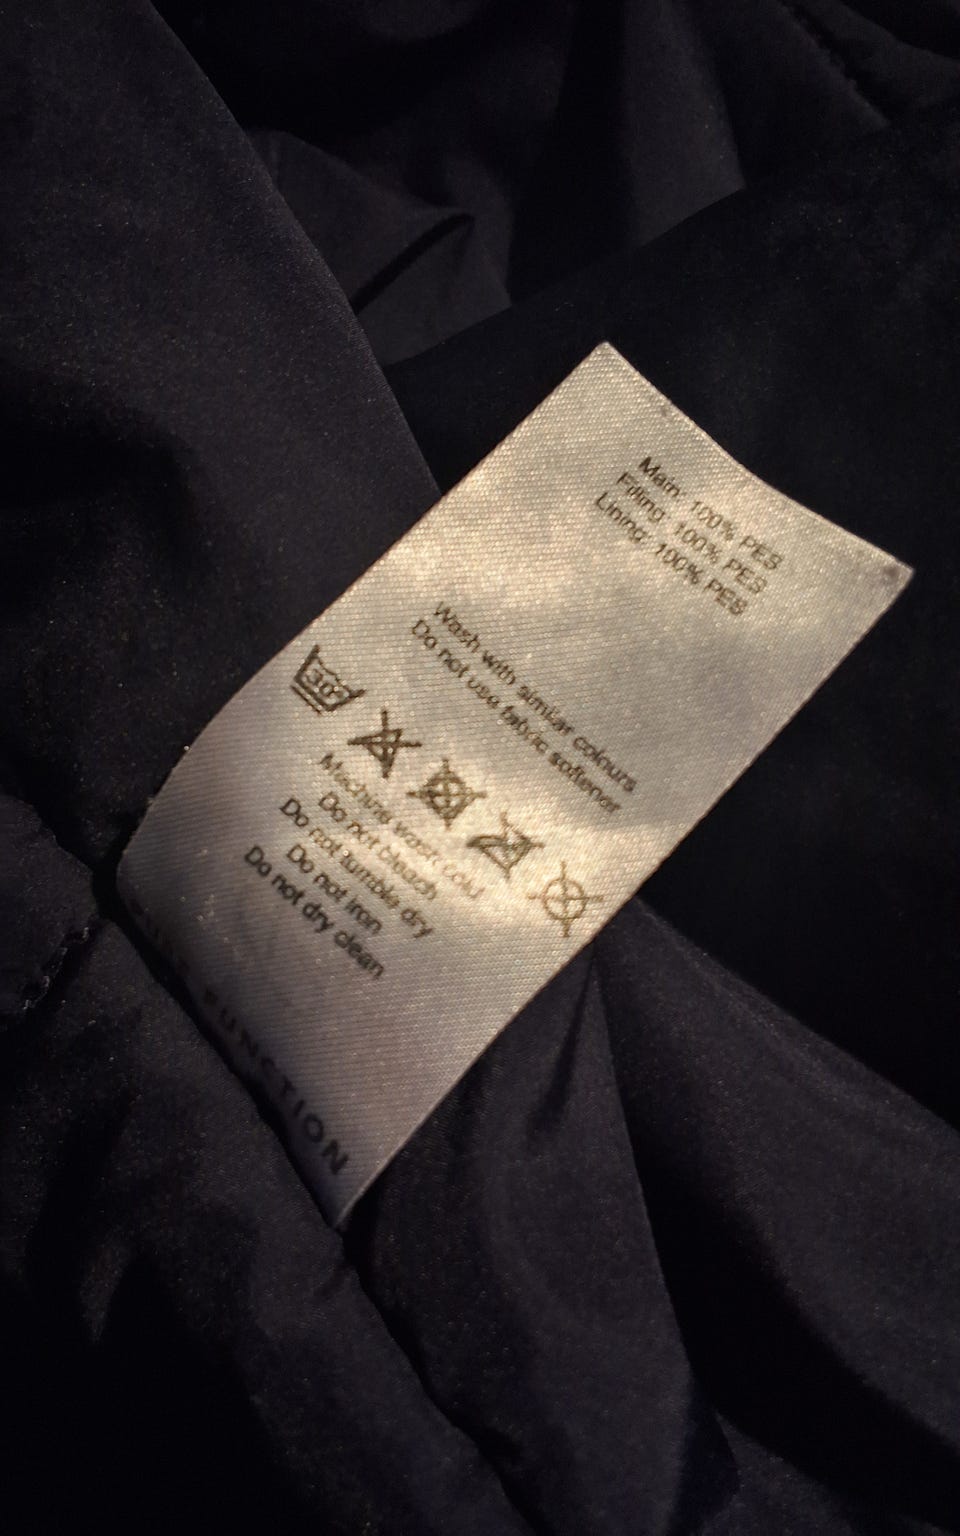 Main: 100% PES
Filling: 100% PES
Lining: 100% PES
Wash with similar colours
Do not use fabric softener
30°
Machine wash cold
Do not bleach
Do not tumble dry
Do not iron
Do not dry clean
FUNCTION